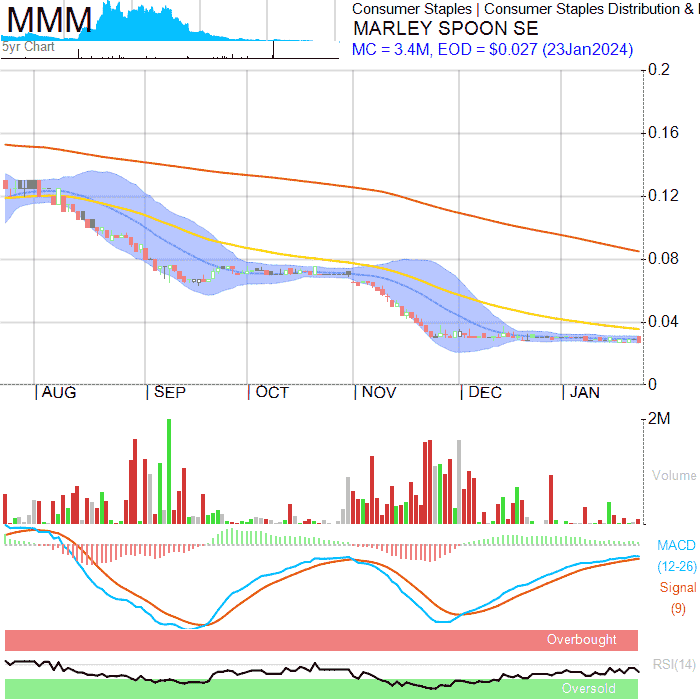 MMM
5yr Chart
Consumer Staples | Consumer Staples Distribution &
MARLEY SPOON SE
MC = 3.4M, EOD = $0.027 (23Jan2024)
0.2
0.16
0.12
0.08
0.04
0
AUG
SEP
OCT
NOV
DEC
JAN
2M
Volume
MACD
(12-26)
Signal
(9)
Overbought
RSI(14)
Oversold